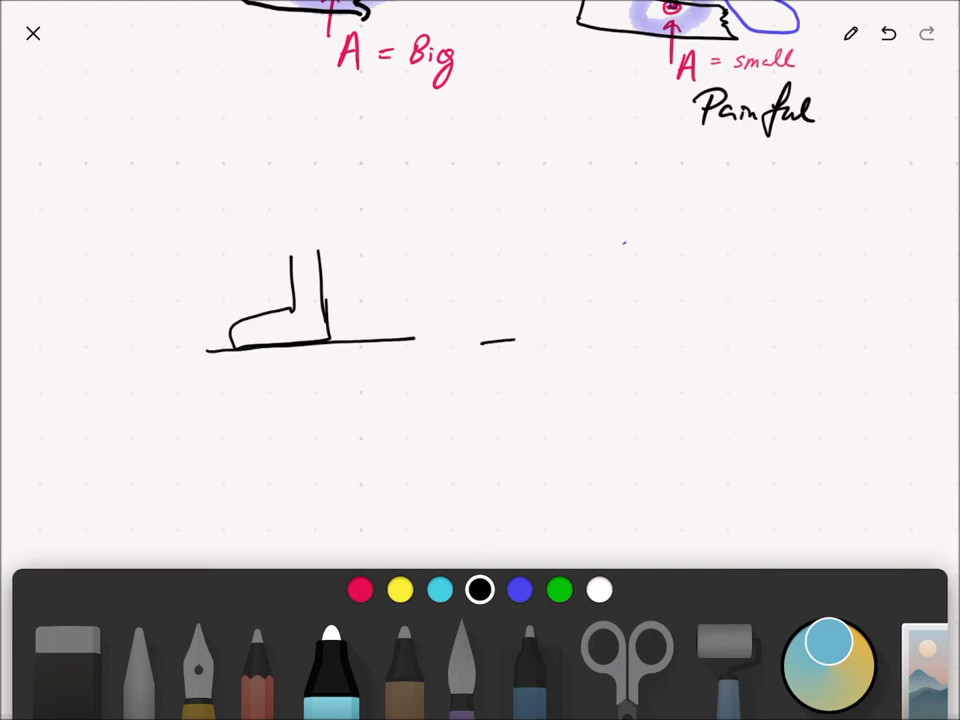 A = Big
A = small
Painful